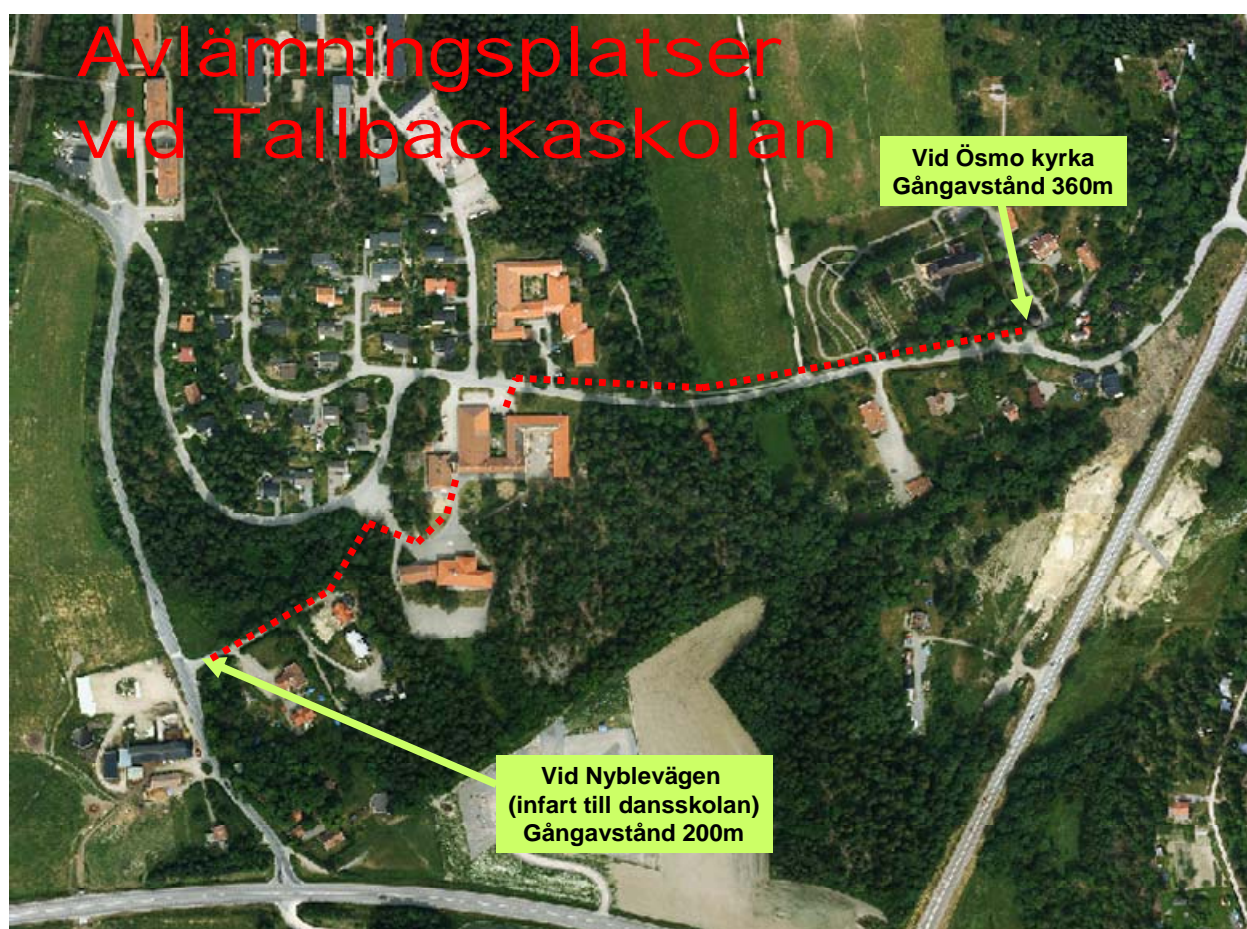 Avlämningsplatser
vid Tallbackaskolan
Vid Ösmo kyrka
Gångavstånd 360m
Vid Nyblevägen
(infart till dansskolan)
Gångavstånd 200m